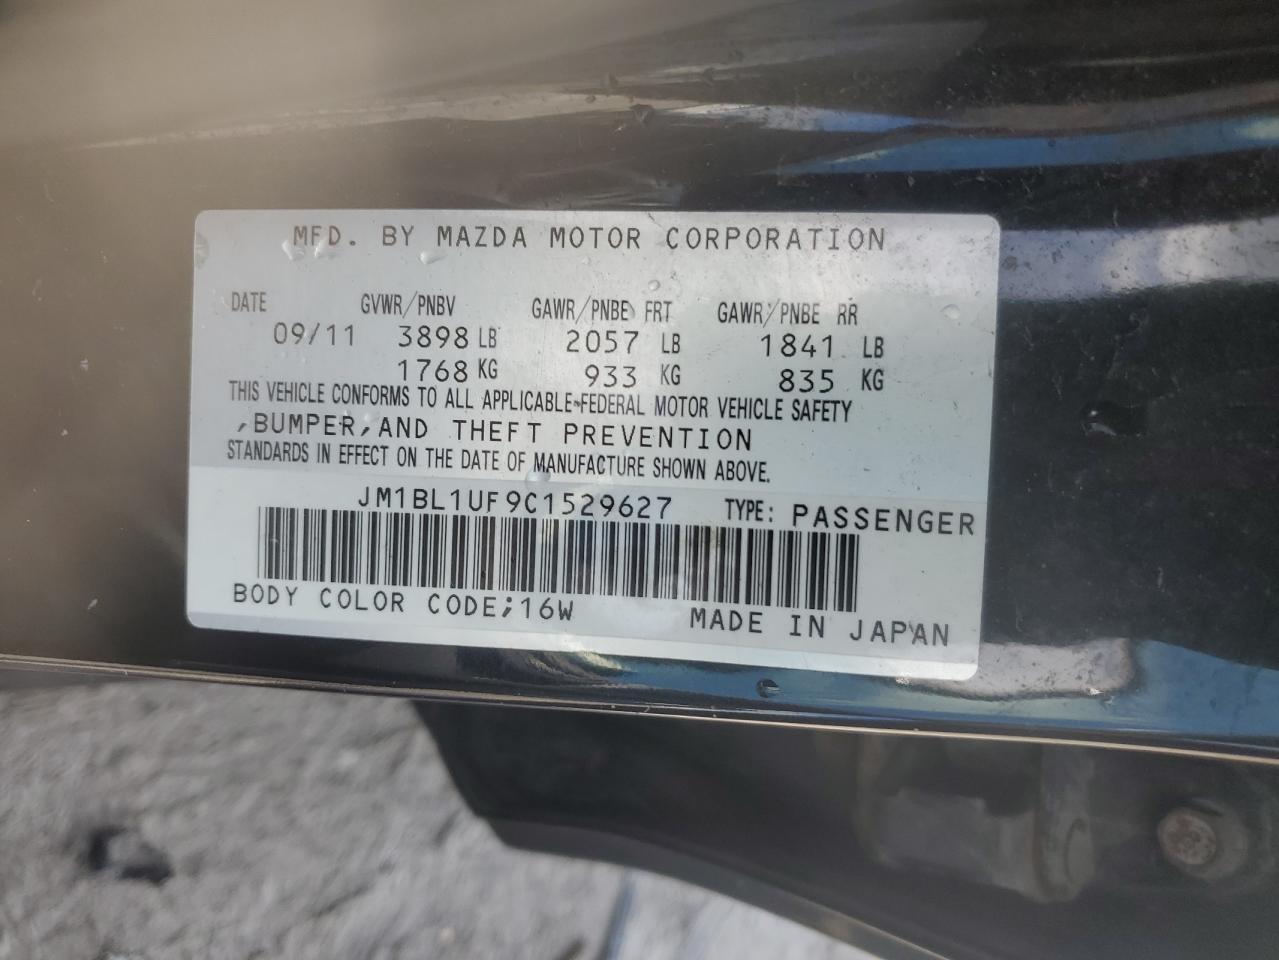 MFD. BY MAZDA MOTOR CORPORATION
DATE GVWR/PNBV GAWR/PNBE FRT GAWR/PNBE RR
09/11 3898 LB 2057 LB 1841 LB
1768 KG 933 KG 835 KG
THIS VEHICLE CONFORMS TO ALL APPLICABLE FEDERAL MOTOR VEHICLE SAFETY
,BUMPER,AND THEFT PREVENTION
STANDARDS IN EFFECT ON THE DATE OF MANUFACTURE SHOWN ABOVE.
JM1BL1UF9C1529627 TYPE: PASSENGER
BODY COLOR CODE;16W MADE IN JAPAN